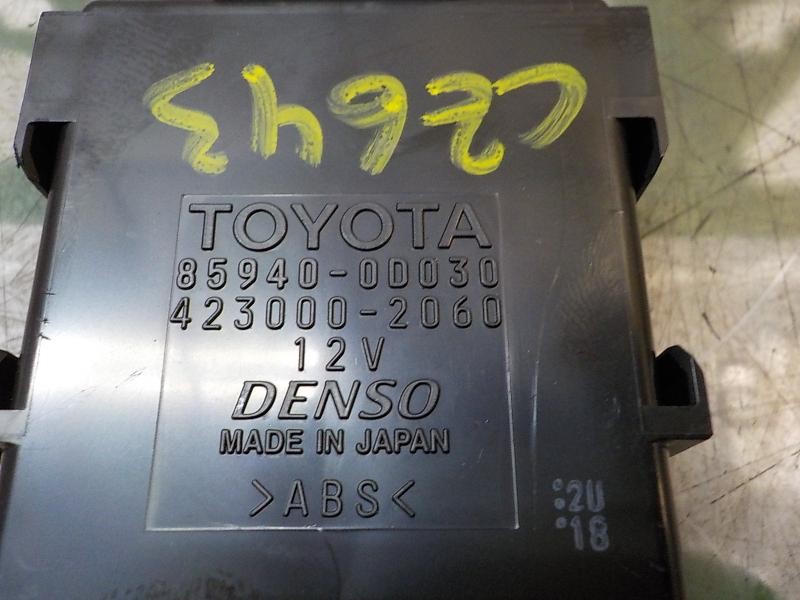 TOYOTA
85940-0D030
423000-2060
12V
DENSO
MADE IN JAPAN
>ABS<
:2U
:18